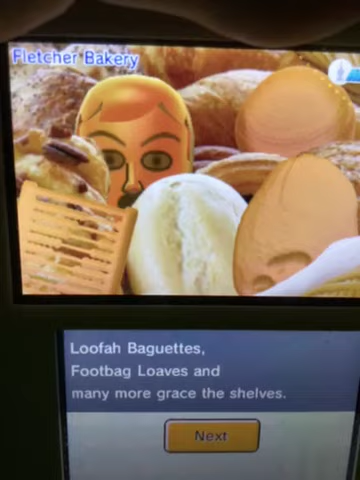 Fletcher Bakery
Loofah Baguettes,
Footbag Loaves and
many more grace the shelves.
Next